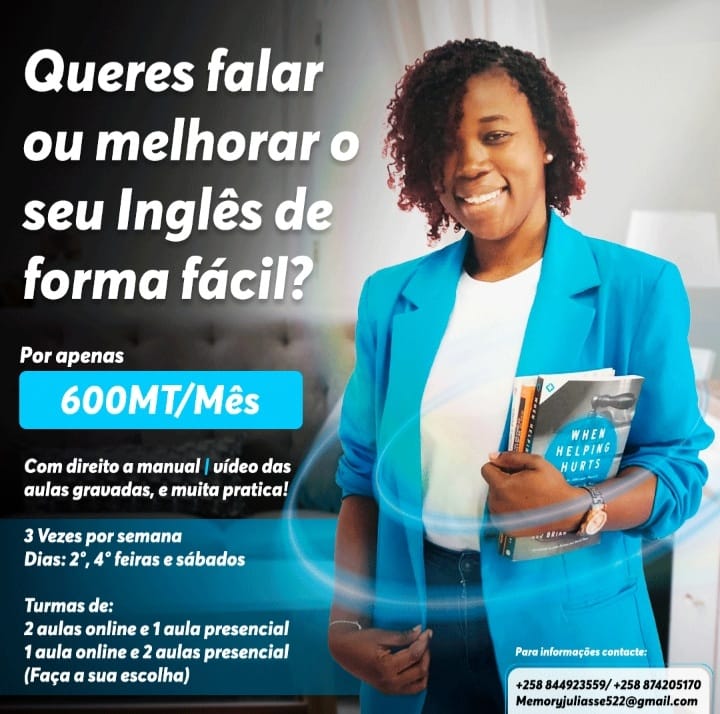 Queres falar
ou melhorar o
seu Inglês de
forma fácil?
Por apenas
600MT/Mês
Com direito a manual | vídeo das
aulas gravadas, e muita pratica!
3 Vezes por semana
Dias: 2°, 4° feiras e sábados
Turmas de:
2 aulas online e 1 aula presencial
1 aula online e 2 aulas presencial
(Faça a sua escolha)
WHEN
HELPING
HURTS
Para informações contacte:
+258 844923559/ +258 874205170
Memoryjuliasse522@gmail.com